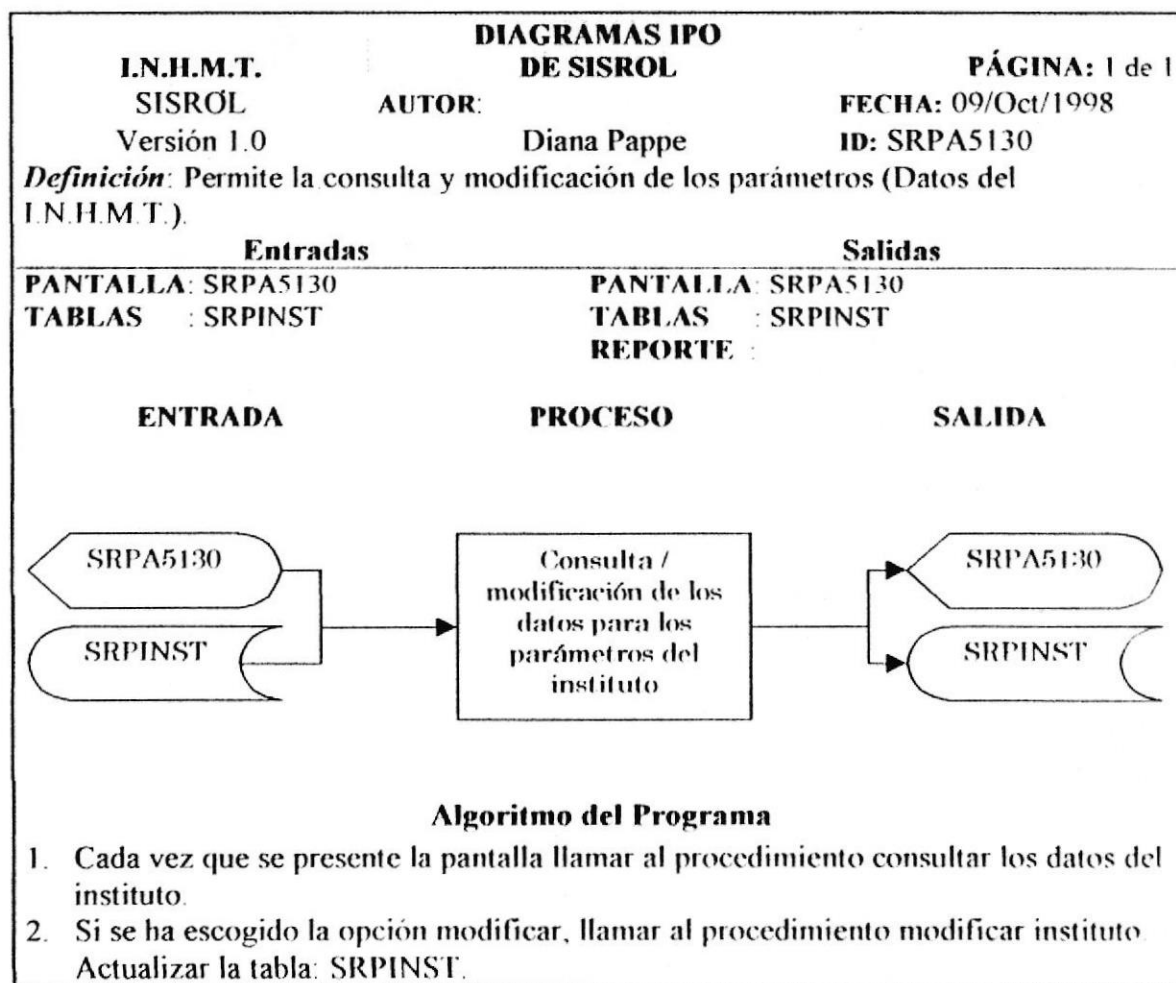 DIAGRAMAS IPO
I.N.H.M.T. DE SISROL PÁGINA: 1 de 1
SISROL AUTOR: FECHA: 09/Oct/1998
Versión 1.0 Diana Pappe ID: SRPA5130
Definición: Permite la consulta y modificación de los parámetros (Datos del
I.N.H.M.T.).
Entradas Salidas
PANTALLA: SRPA5130 PANTALLA: SRPA5130
TABLAS : SRPINST TABLAS : SRPINST
REPORTE :
ENTRADA PROCESO SALIDA
SRPA5130
SRPINST
Consulta /
modificación de los
datos para los
parámetros del
instituto
SRPA5130
SRPINST
Algoritmo del Programa
1. Cada vez que se presente la pantalla llamar al procedimiento consultar los datos del
instituto.
2. Si se ha escogido la opción modificar, llamar al procedimiento modificar instituto.
Actualizar la tabla: SRPINST.